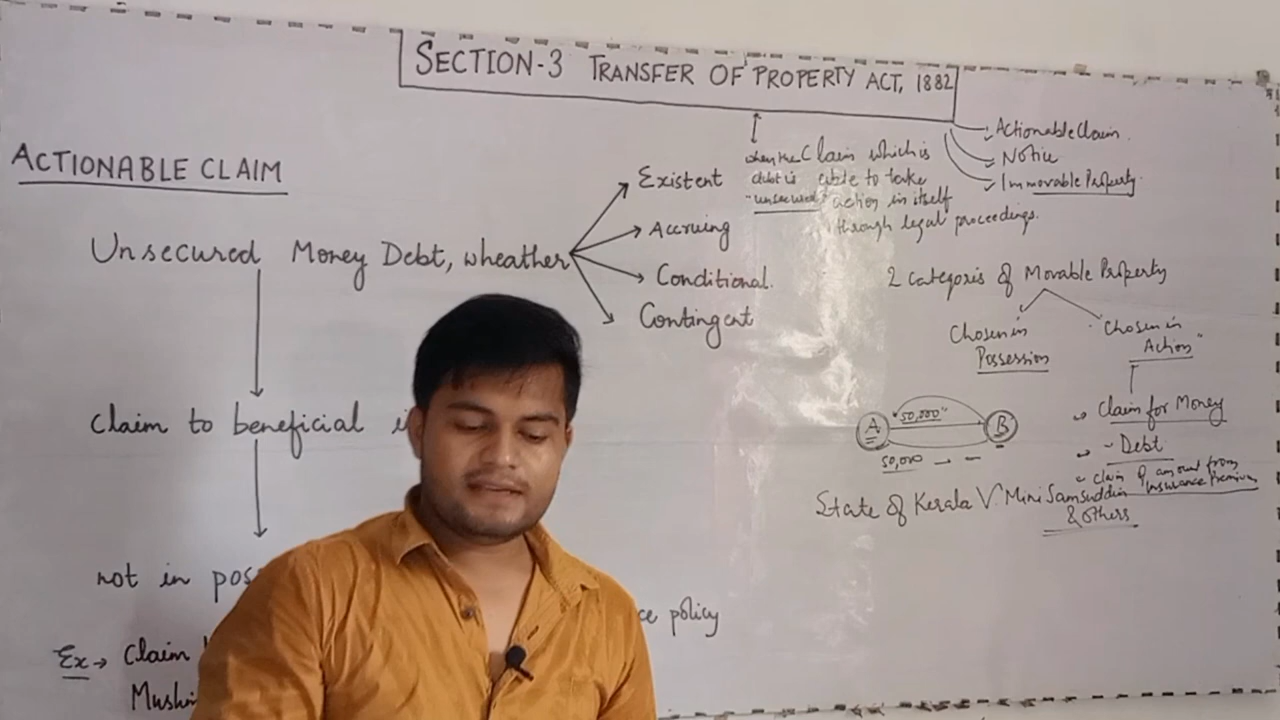 SECTION-3 TRANSFER OF PROPERTY ACT, 1882
Actionable Claim
Notice
Immovable Property
ACTIONABLE CLAIM
when the
debt is
"unsecured"
Claim which is
able to take
action in itself
through legal proceedings.
Unsecured Money Debt, wheather
Existent
Accruing
Conditional.
Contingent
Claim to beneficial
not in
Ex → Claim
ce policy
2 Categoris of Movable Property
Chosen in
Possession
Chosen in
Action"
Claim for Money
- Debt
claim of amount from
Insurance Premium
A "50,000" B
50,000
State of Kerala V. Mini Samsuddin
& others